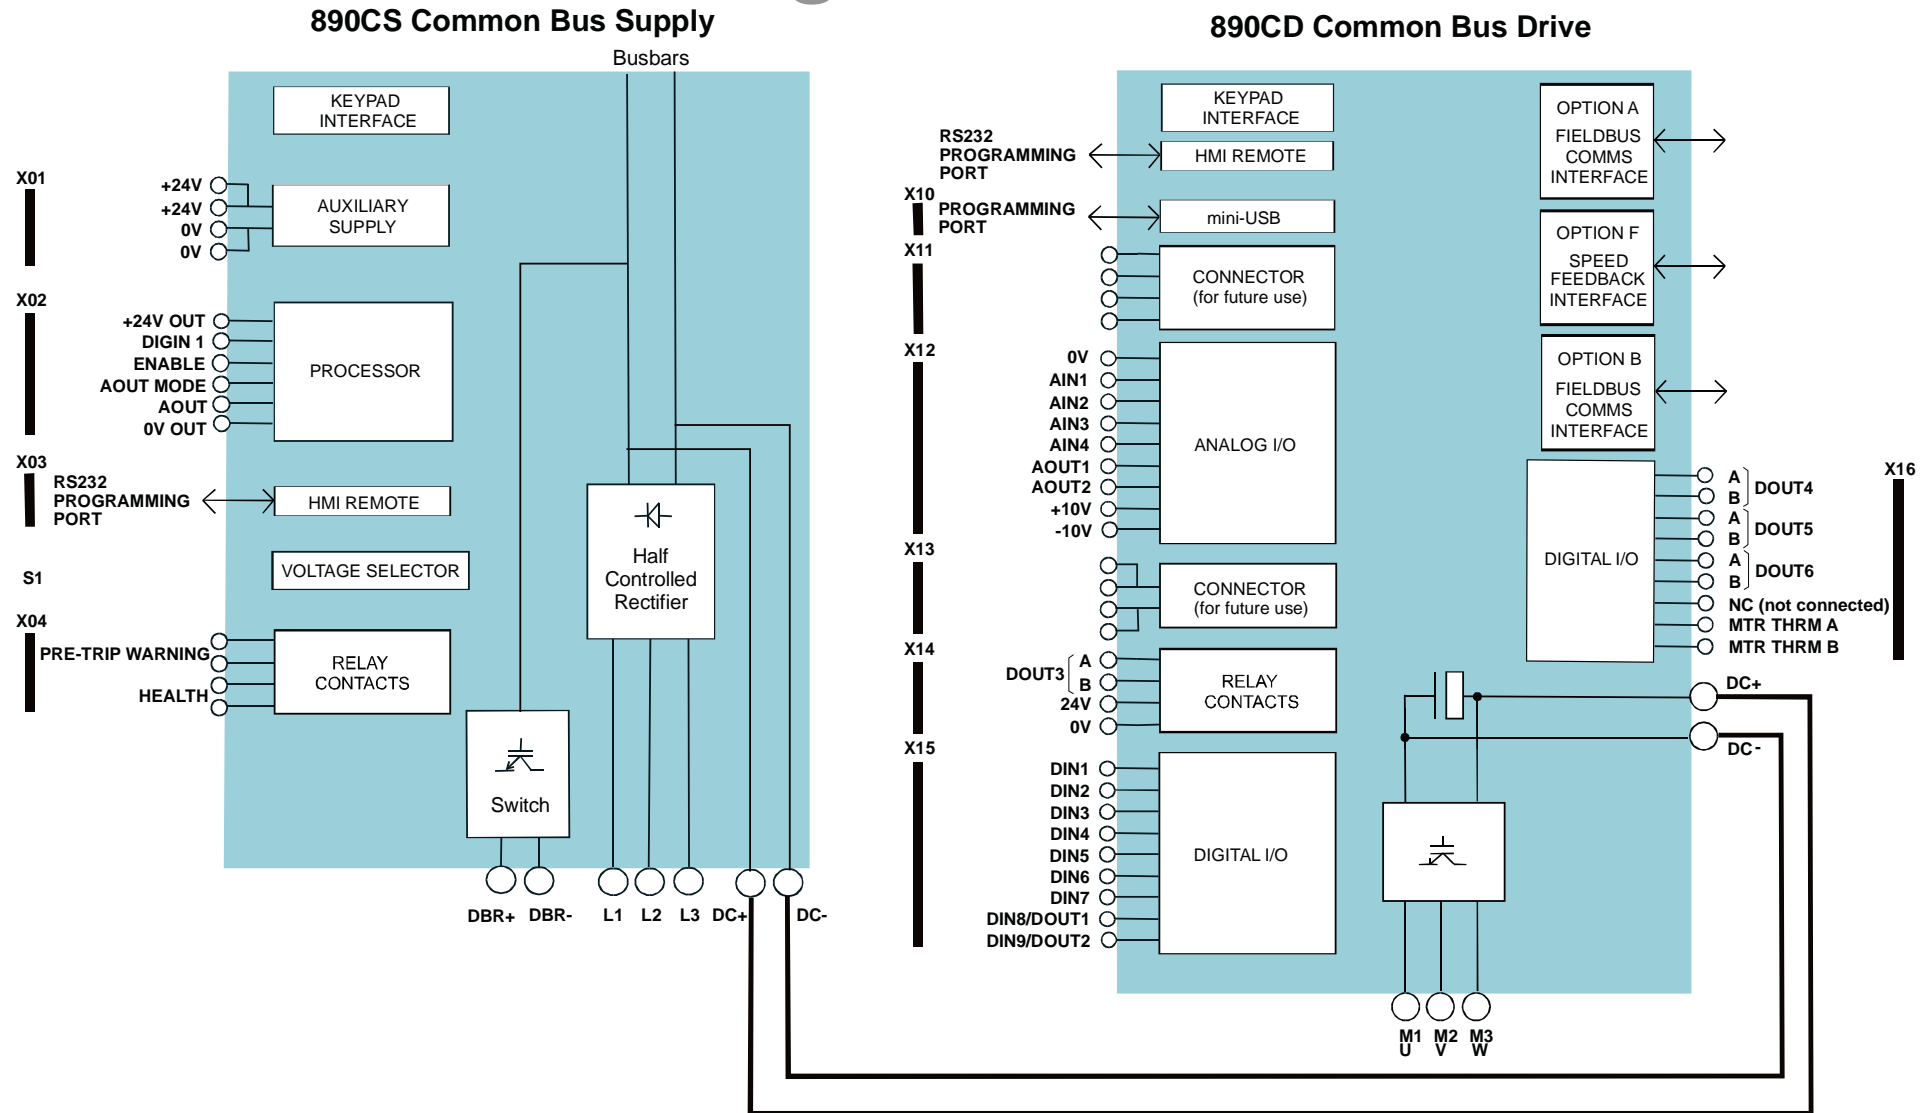 890CS Common Bus Supply
Busbars
KEYPAD
INTERFACE
X01
+24V
+24V
0V
0V
AUXILIARY
SUPPLY
X02
+24V OUT
DIGIN 1
ENABLE
AOUT MODE
AOUT
0V OUT
PROCESSOR
X03
RS232
PROGRAMMING
PORT
HMI REMOTE
S1
VOLTAGE SELECTOR
X04
PRE-TRIP WARNING
HEALTH
RELAY
CONTACTS
Half
Controlled
Rectifier
Switch
DBR+
DBR-
L1
L2
L3
DC+
DC-
890CD Common Bus Drive
KEYPAD
INTERFACE
RS232
PROGRAMMING
PORT
HMI REMOTE
X10
PROGRAMMING
PORT
mini-USB
X11
CONNECTOR
(for future use)
X12
0V
AIN1
AIN2
AIN3
AIN4
AOUT1
AOUT2
+10V
-10V
ANALOG I/O
X13
CONNECTOR
(for future use)
X14
DOUT3
A
B
24V
0V
RELAY
CONTACTS
X15
DIN1
DIN2
DIN3
DIN4
DIN5
DIN6
DIN7
DIN8/DOUT1
DIN9/DOUT2
DIGITAL I/O
OPTION A
FIELDBUS
COMMS
INTERFACE
OPTION F
SPEED
FEEDBACK
INTERFACE
OPTION B
FIELDBUS
COMMS
INTERFACE
DIGITAL I/O
X16
A
B
DOUT4
A
B
DOUT5
A
B
DOUT6
NC (not connected)
MTR THRM A
MTR THRM B
DC+
DC-
M1
U
M2
V
M3
W